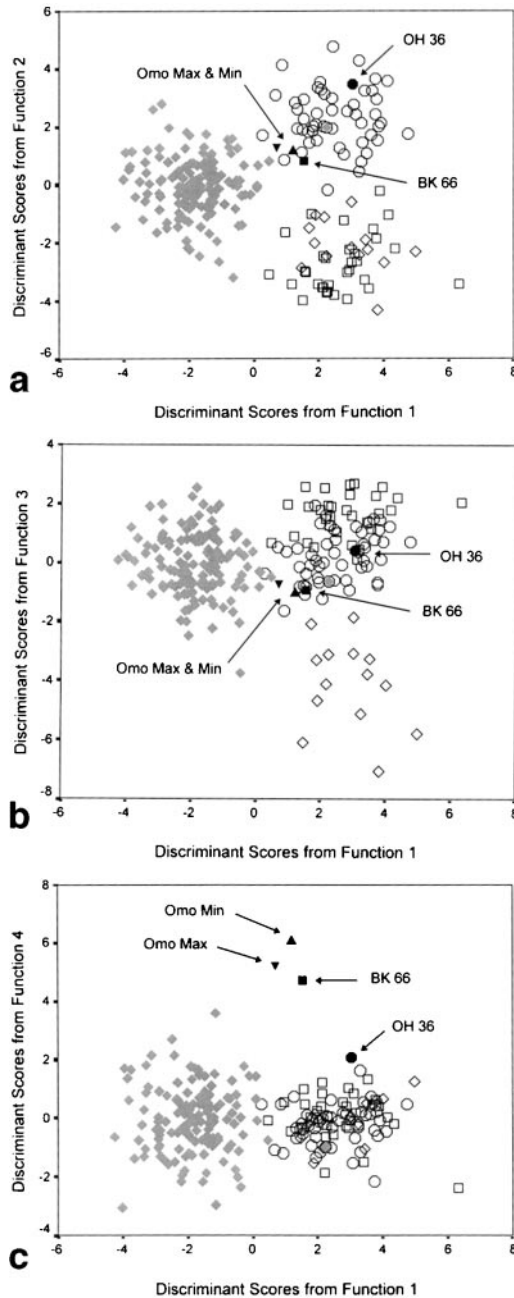 6
4
2
0
-2
-4
-6
-6 -4 -2 0 2 4 6 8
Discriminant Scores from Function 2
OH 36
Omo Max & Min
BK 66
a
Discriminant Scores from Function 1
4
2
0
-2
-4
-6
-8
-6 -4 -2 0 2 4 6 8
Discriminant Scores from Function 3
OH 36
BK 66
Omo Max & Min
b
Discriminant Scores from Function 1
8
6
4
2
0
-2
-4
-6 -4 -2 0 2 4 6 8
Discriminant Scores from Function 4
Omo Min
Omo Max
BK 66
OH 36
c
Discriminant Scores from Function 1